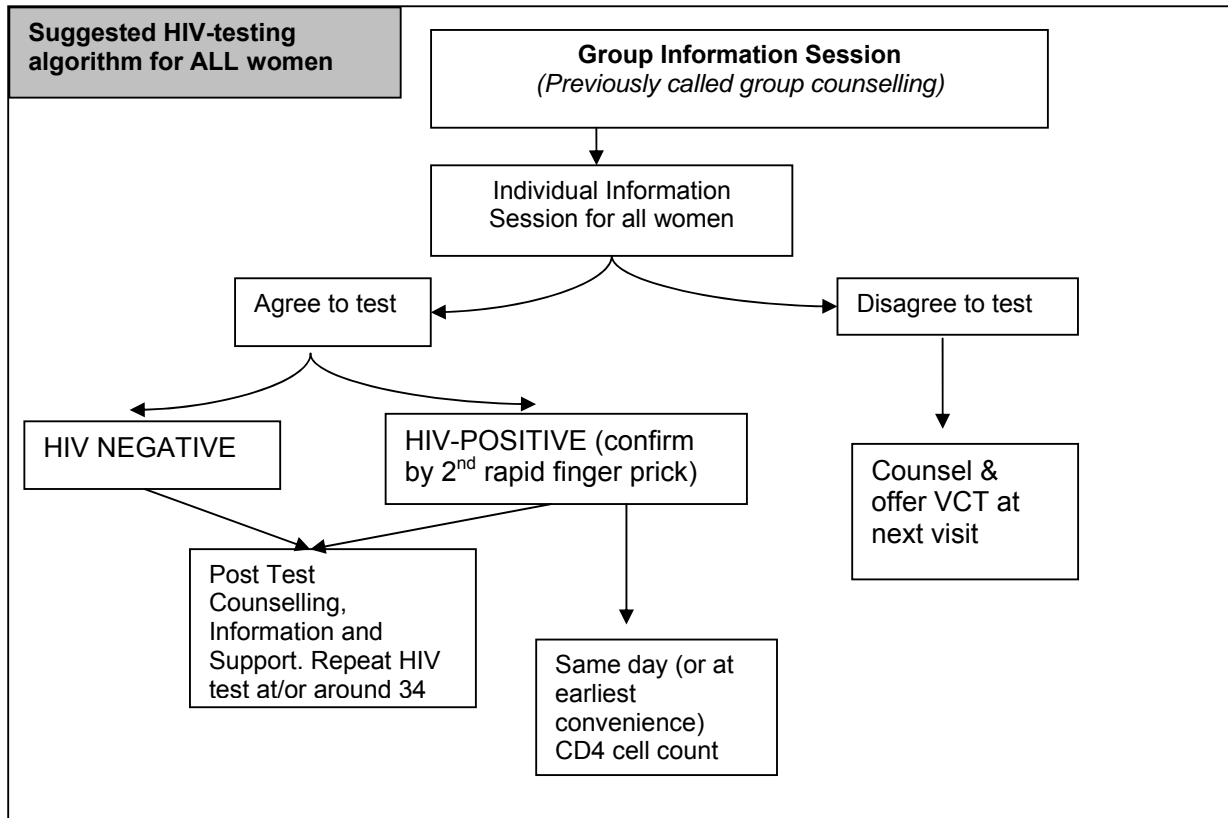 Suggested HIV-testing
algorithm for ALL women
Group Information Session
(Previously called group counselling)
Individual Information
Session for all women
Agree to test
Disagree to test
HIV NEGATIVE
HIV-POSITIVE (confirm
by 2nd rapid finger prick)
Counsel &
offer VCT at
next visit
Post Test
Counselling,
Information and
Support. Repeat HIV
test at/or around 34
Same day (or at
earliest
convenience)
CD4 cell count